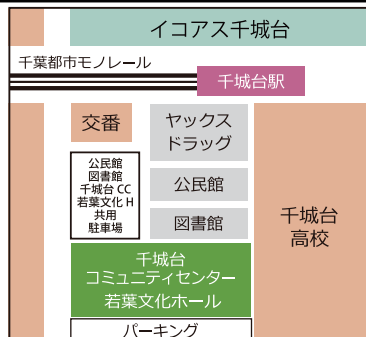 イコアス千城台
千葉都市モノレール
千城台駅
交番
ヤックス
ドラッグ
公民館
図書館
千城台 CC
若葉文化 H
共用
駐車場
公民館
図書館
千城台
高校
千城台
コミュニティセンター
若葉文化ホール
パーキング